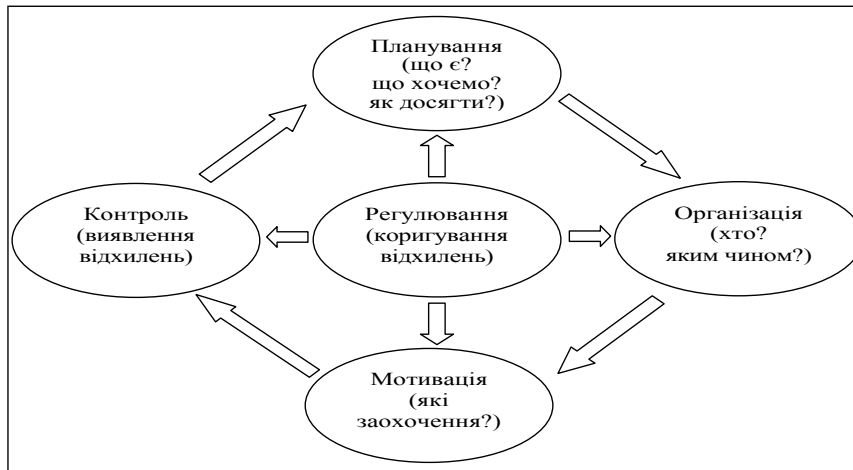 Планування
(що є?
що хочемо?
як досягти?)
Контроль
(виявлення
відхилень)
Регулювання
(коригування
відхилень)
Організація
(хто?
яким чином?)
Мотивація
(які
заохочення?)